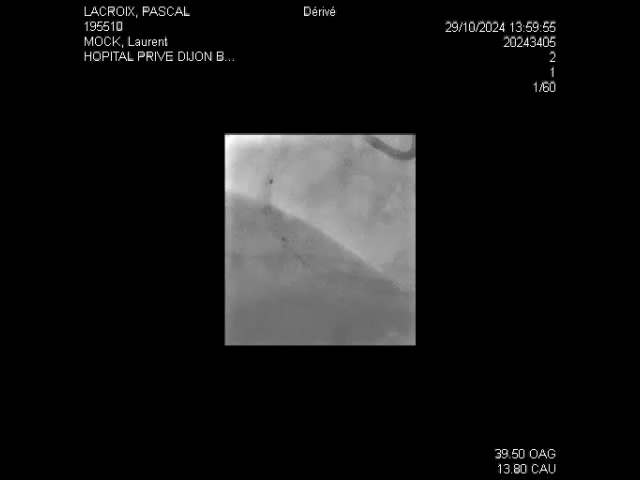 LACROIX, PASCAL
Dérivé
195510
29/10/2024 13:59:55
MOCK, Laurent
20243405
HOPITAL PRIVE DIJON B...
2
1
1/60
39.50 OAG
13.80 CAU